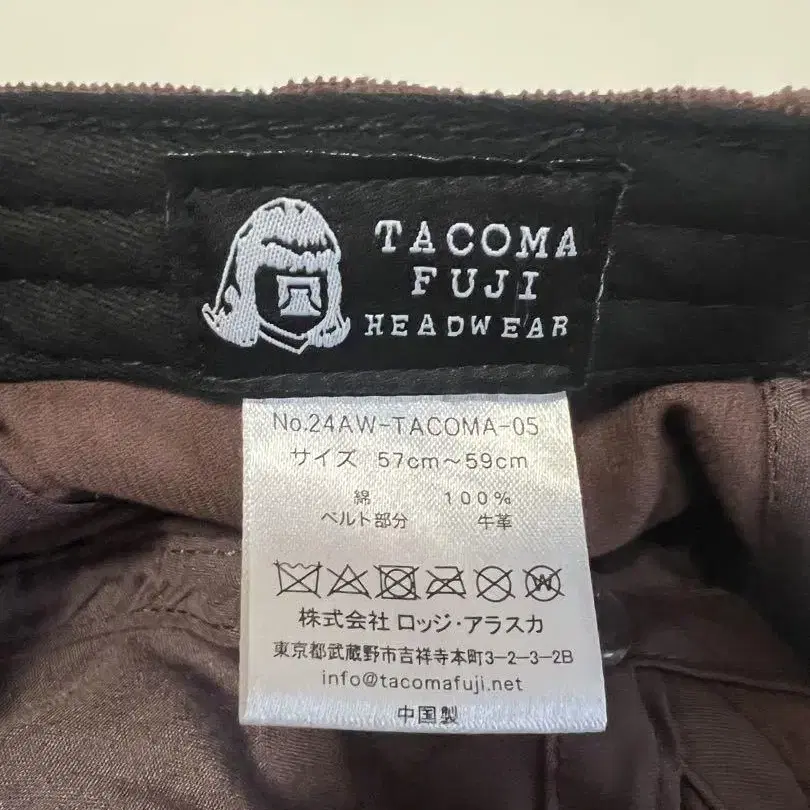 TACOMA
FUJI
HEADWEAR
No.24AW-TACOMA-05
サイズ 57cm~59cm
綿 100%
ベルト部分 牛革
株式会社 ロッジ・アラスカ
東京都武蔵野市吉祥寺本町3-2-3-2B
info@tacomafuji.net
中国製